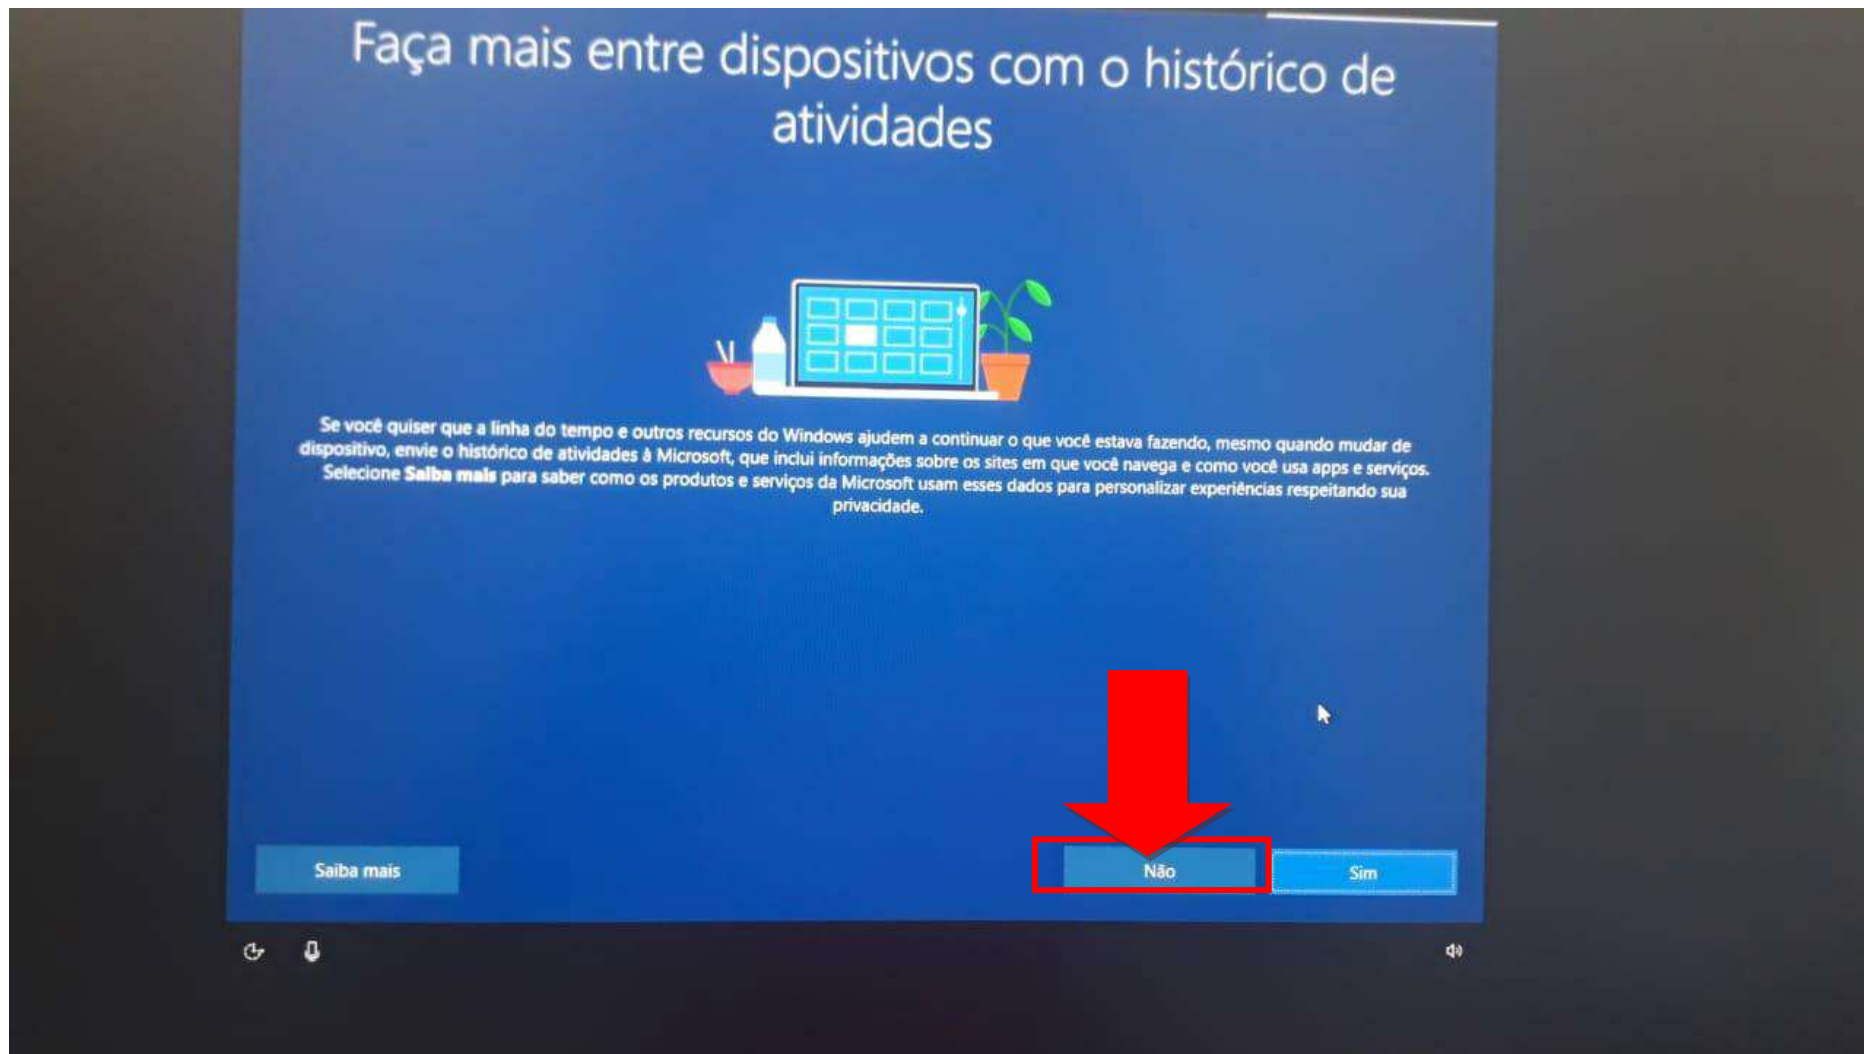 Faça mais entre dispositivos com o histórico de
atividades
Se você quiser que a linha do tempo e outros recursos do Windows ajudem a continuar o que você estava fazendo, mesmo quando mudar de
dispositivo, envie o histórico de atividades à Microsoft, que inclui informações sobre os sites em que você navega e como você usa apps e serviços.
Selecione Saiba mais para saber como os produtos e serviços da Microsoft usam esses dados para personalizar experiências respeitando sua
privacidade.
Saiba mais
Não
Sim